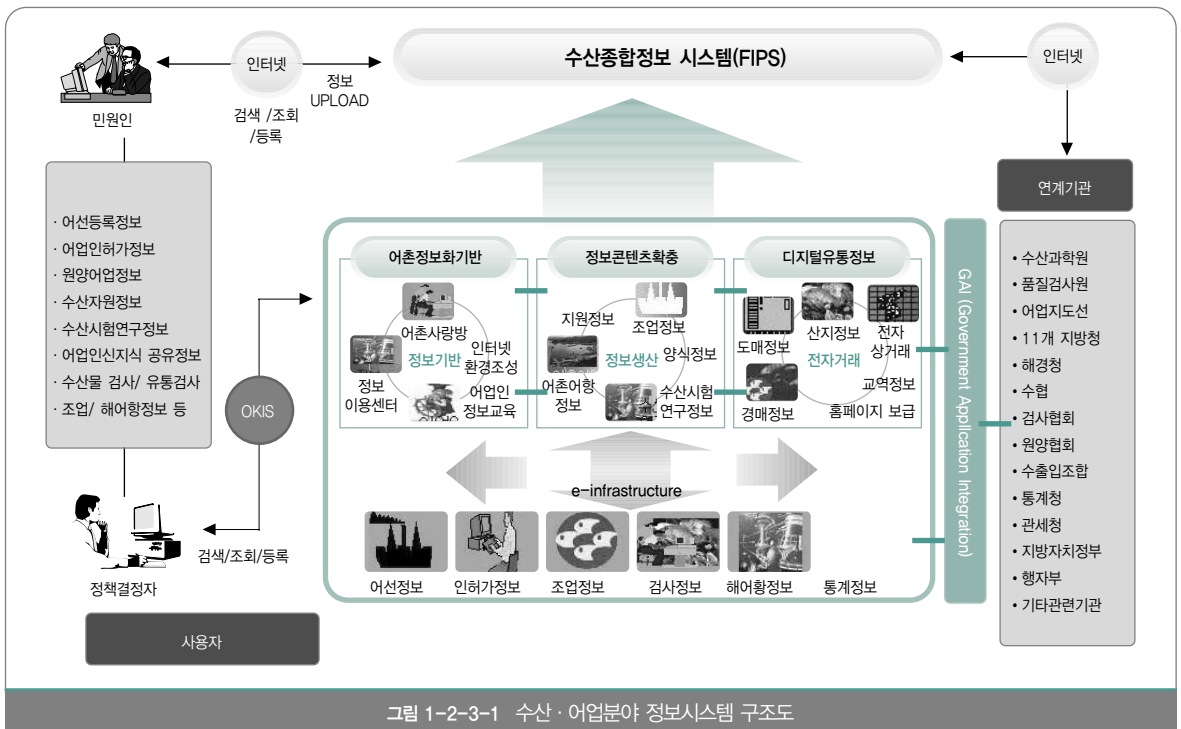 수산종합정보 시스템(FIPS)
인터넷
정보
UPLOAD
검색 /조회
/등록
민원인
인터넷
연계기관
· 어선등록정보
· 어업인허가정보
· 원양어업정보
· 수산자원정보
· 수산시험연구정보
· 어업인신지식 공유정보
· 수산물 검사/ 유통검사
· 조업/ 해어항정보 등
OKIS
정책결정자
검색/조회/등록
사용자
어촌정보화기반
어촌사랑방
정보기반
인터넷
환경조성
정보
이용센터
어업인
정보교육
정보콘텐츠확충
지원정보
조업정보
정보생산
양식정보
어촌어항
정보
수산시험
연구정보
디지털유통정보
도매정보
산지정보
전자
상거래
전자거래
교역정보
경매정보
홈페이지 보급
e-infrastructure
어선정보
인허가정보
조업정보
검사정보
해어황정보
통계정보
GAI (Government Application Integration)
• 수산과학원
• 품질검사원
• 어업지도선
• 11개 지방청
• 해경청
• 수협
• 검사협회
• 원양협회
• 수출입조합
• 통계청
• 관세청
• 지방자치정부
• 행자부
• 기타관련기관
그림 1-2-3-1 수산 · 어업분야 정보시스템 구조도